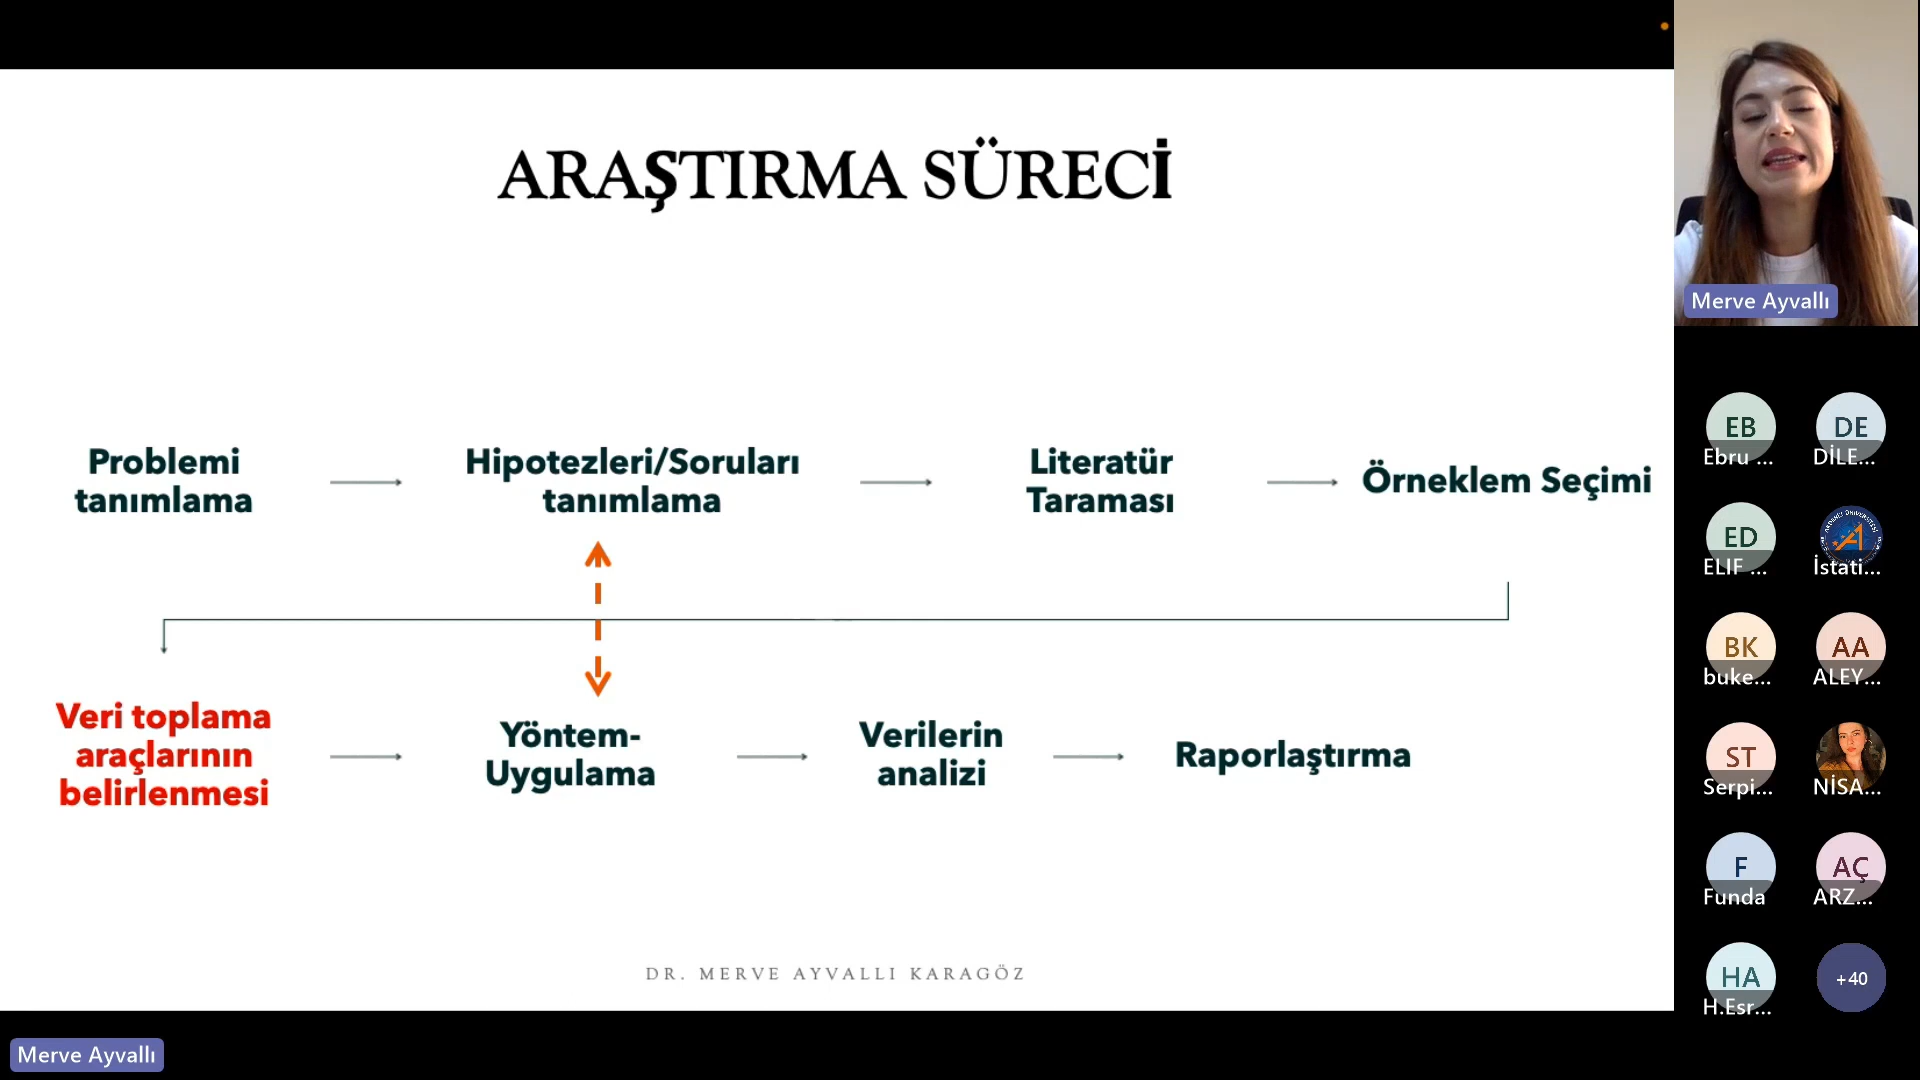 ARAŞTIRMA SÜRECİ
Problemi
tanımlama
Hipotezleri/Soruları
tanımlama
Literatür
Taraması
Örneklem Seçimi
Veri toplama
araçlarının
belirlenmesi
Yöntem-
Uygulama
Verilerin
analizi
Raporlaştırma
DR. MERVE AYVALLI KARAGÖZ
Merve Ayvallı
Merve Ayvallı
EB
Ebru ...
DE
DİLE...
ED
ELIF ...
İstati...
BK
buke...
AA
ALEY...
ST
Serpi...
NİSA...
F
Funda
AÇ
ARZ...
HA
H.Esr...
+40